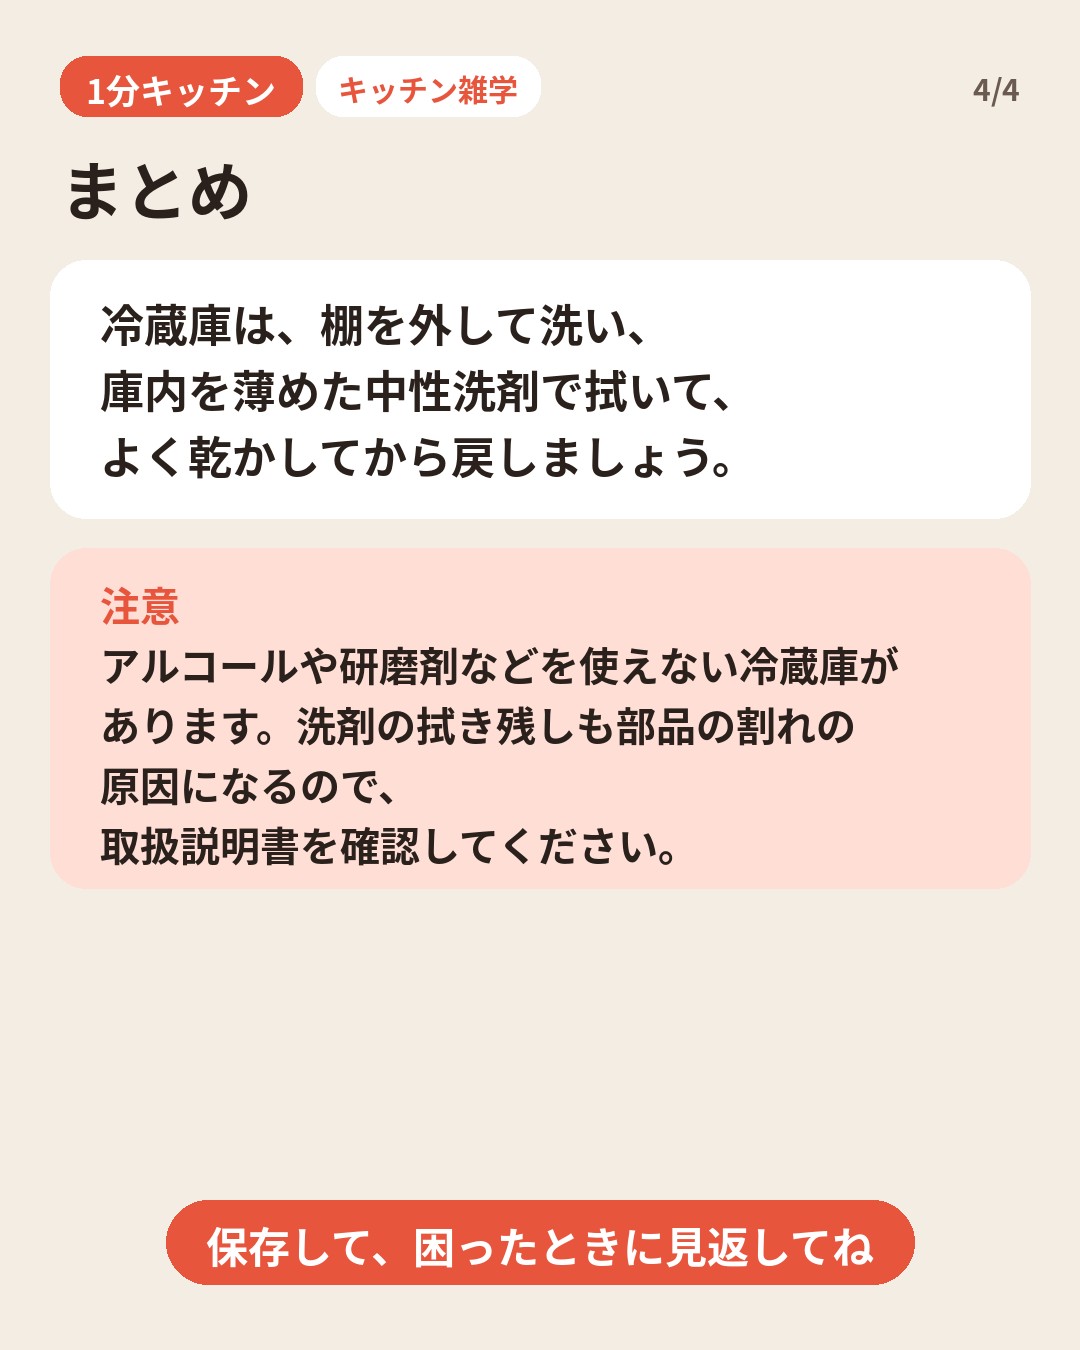 1分キッチン
キッチン雑学
4/4
まとめ
冷蔵庫は、棚を外して洗い、
庫内を薄めた中性洗剤で拭いて、
よく乾かしてから戻しましょう。
注意
アルコールや研磨剤などを使えない冷蔵庫が
あります。洗剤の拭き残しも部品の割れの
原因になるので、
取扱説明書を確認してください。
保存して、困ったときに見返してね